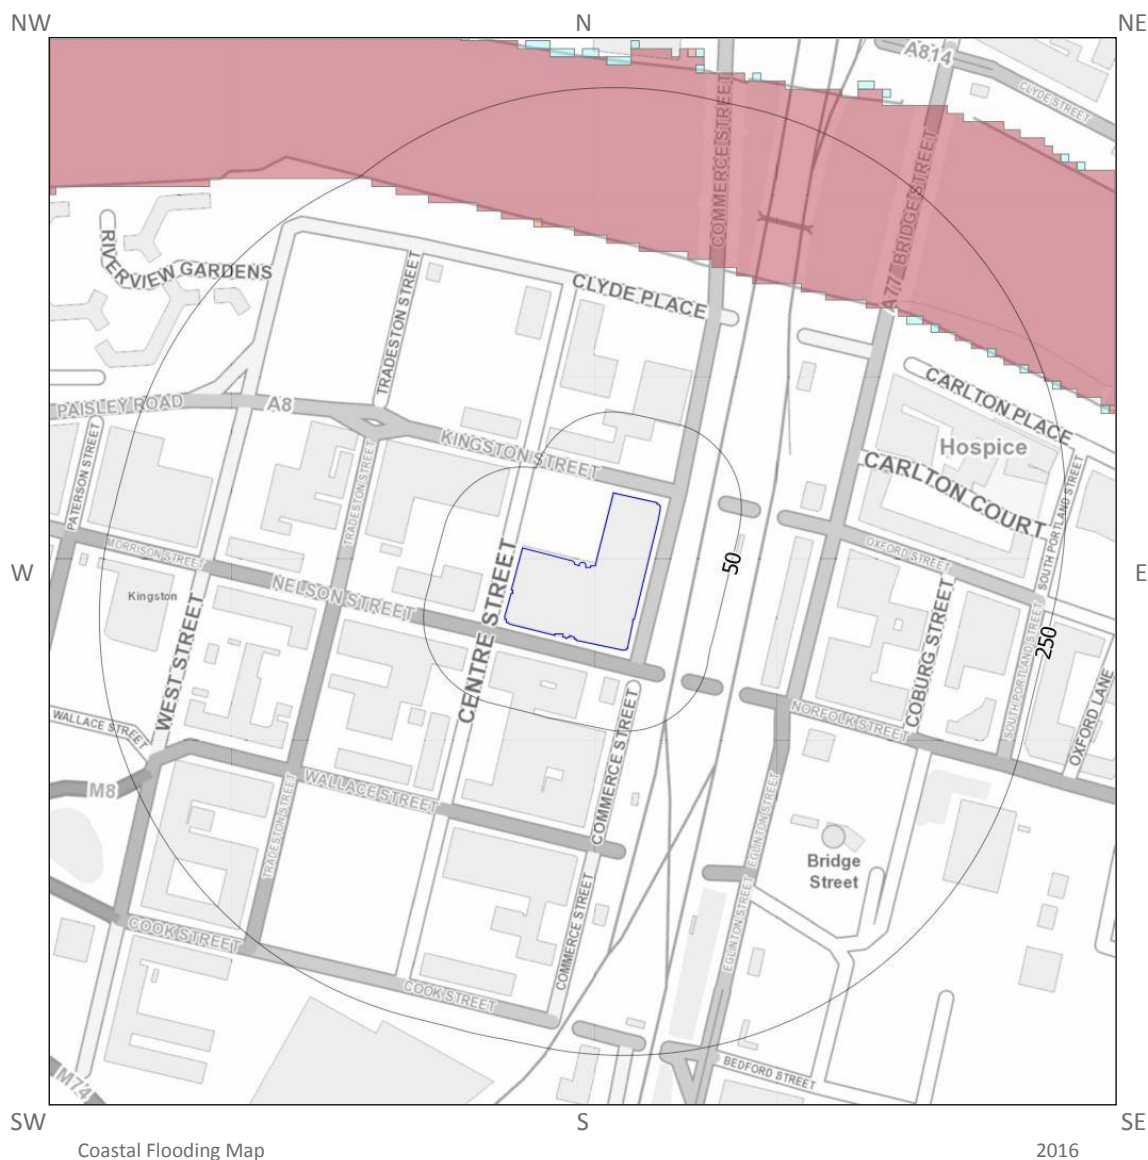 NW N NE
A814
CLYDE STREET
COMMERCE STREET
A77 BRIDGE STREET
RIVERVIEW GARDENS
TRADESTON STREET
CLYDE PLACE
CARLTON PLACE
PAISLEY ROAD
A8
KINGSTON STREET
Hospice
CARLTON COURT
PATERSON STREET
TRADESTON STREET
SOUTH PORTLAND STREET
MORRISON STREET
OXFORD STREET
W
50
E
NELSON STREET
Kingston
CENTRE STREET
WEST STREET
COBURG STREET
SOUTH PORTLAND STREET
250
OXFORD LANE
WALLACE STREET
NORFOLK STREET
COMMERCE STREET
M8
WALLACE STREET
TRADESTON STREET
EGLINTON STREET
Bridge
Street
COOK STREET
COMMERCE STREET
EGLINTON STREET
COOK STREET
M74
BEDFORD STREET
SW S SE
Coastal Flooding Map 2016